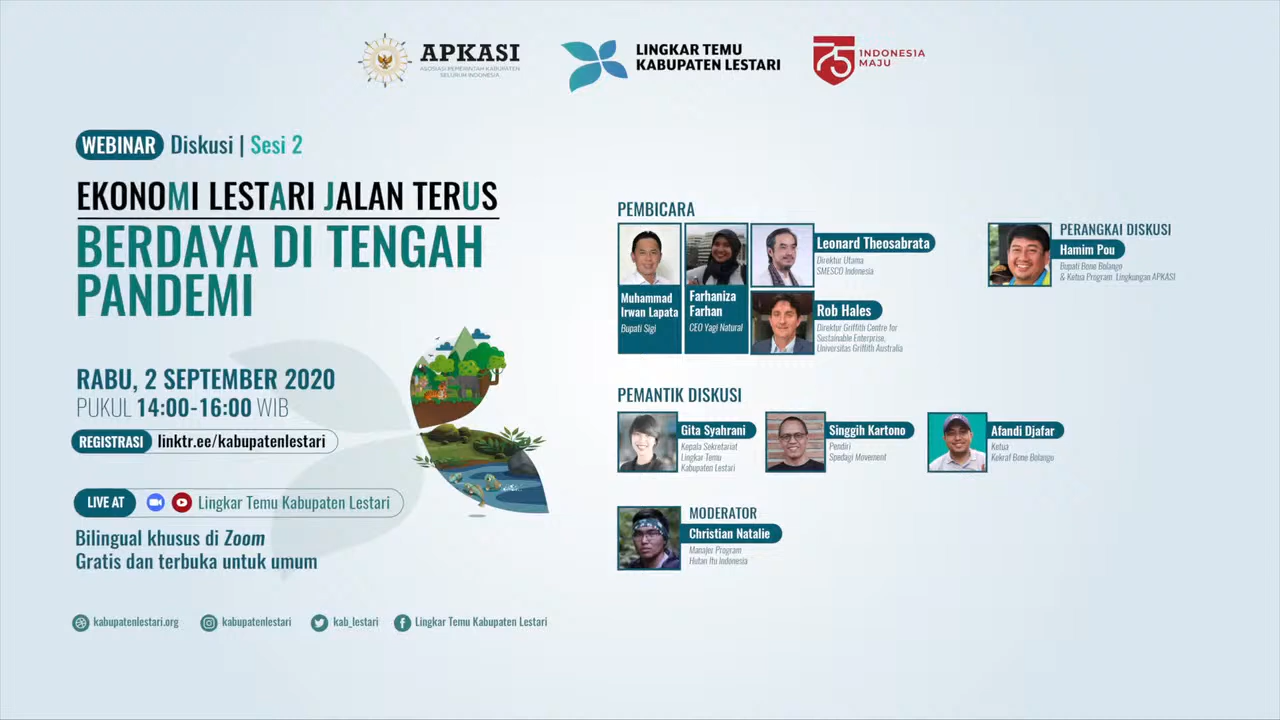 APKASI
ASOSIASI PEMERINTAH KABUPATEN
SELURUH INDONESIA
LINGKAR TEMU
KABUPATEN LESTARI
75 INDONESIA
MAJU
WEBINAR Diskusi | Sesi 2
EKONOMI LESTARI JALAN TERUS
BERDAYA DI TENGAH
PANDEMI
RABU, 2 SEPTEMBER 2020
PUKUL 14:00-16:00 WIB
REGISTRASI linktr.ee/kabupatenlestari
LIVE AT Lingkar Temu Kabupaten Lestari
Bilingual khusus di Zoom
Gratis dan terbuka untuk umum
kabupatenlestari.org kabupatenlestari kab_lestari Lingkar Temu Kabupaten Lestari
PEMBICARA
Muhammad
Irwan Lapata
Bupati Sigi
Farhaniza
Farhan
CEO Yagi Natural
Leonard Theosabrata
Direktur Utama
SMESCO Indonesia
Rob Hales
Direktur Griffith Centre for
Sustainable Enterprise,
Universitas Griffith Australia
PERANGKAI DISKUSI
Hamim Pou
Bupati Bone Bolango
& Ketua Program Lingkungan APKASI
PEMANTIK DISKUSI
Gita Syahrani
Kepala Sekretariat
Lingkar Temu
Kabupaten Lestari
Singgih Kartono
Pendiri
Spedagi Movement
Afandi Djafar
Ketua
Kekraf Bone Bolango
MODERATOR
Christian Natalie
Manajer Program
Hutan Itu Indonesia